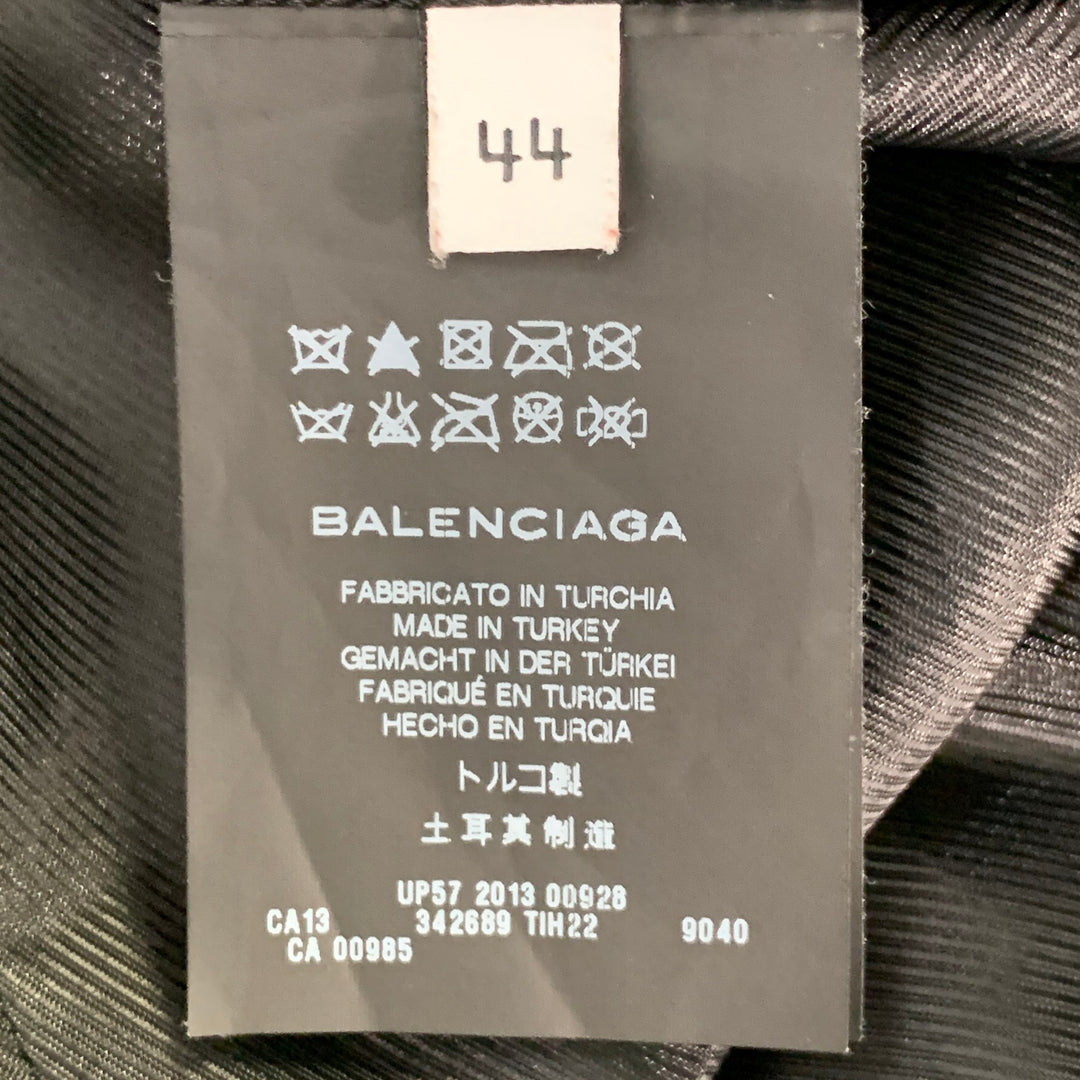 44
BALENCIAGA
FABBRICATO IN TURCHIA
MADE IN TURKEY
GEMACHT IN DER TÜRKEI
FABRIQUÉ EN TURQUIE
HECHO EN TURQIA
トルコ製
土耳其制造
UP57 2013 00928
CA13 342689 TIH22 9040
CA 00985